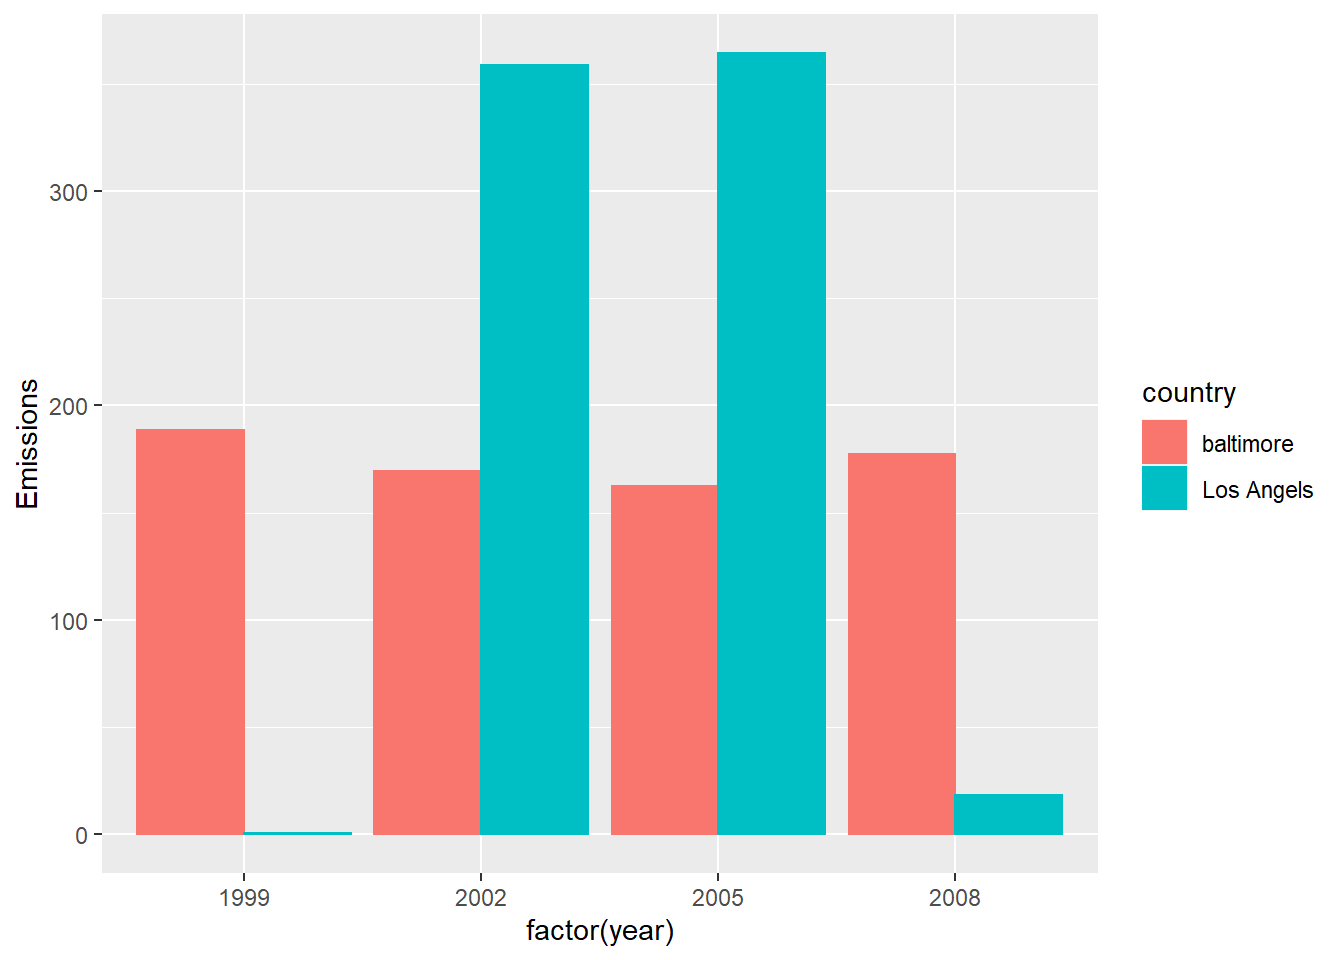 Emissions
300
200
100
0
1999 2002 2005 2008
factor(year)
country
baltimore
Los Angels